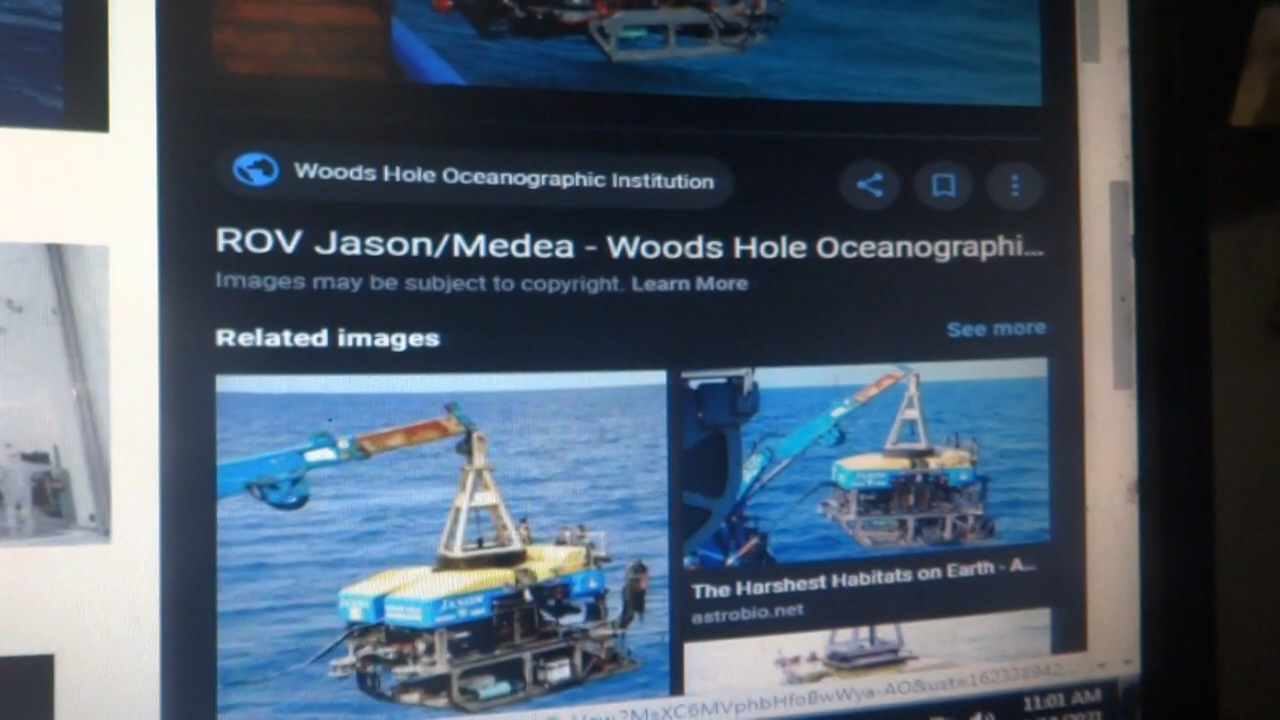 Woods Hole Oceanographic Institution
ROV Jason/Medea - Woods Hole Oceanographi...
Images may be subject to copyright. Learn More
Related images
See more
JASON
The Harshest Habitats on Earth - A...
astrobio.net
11:01 AM